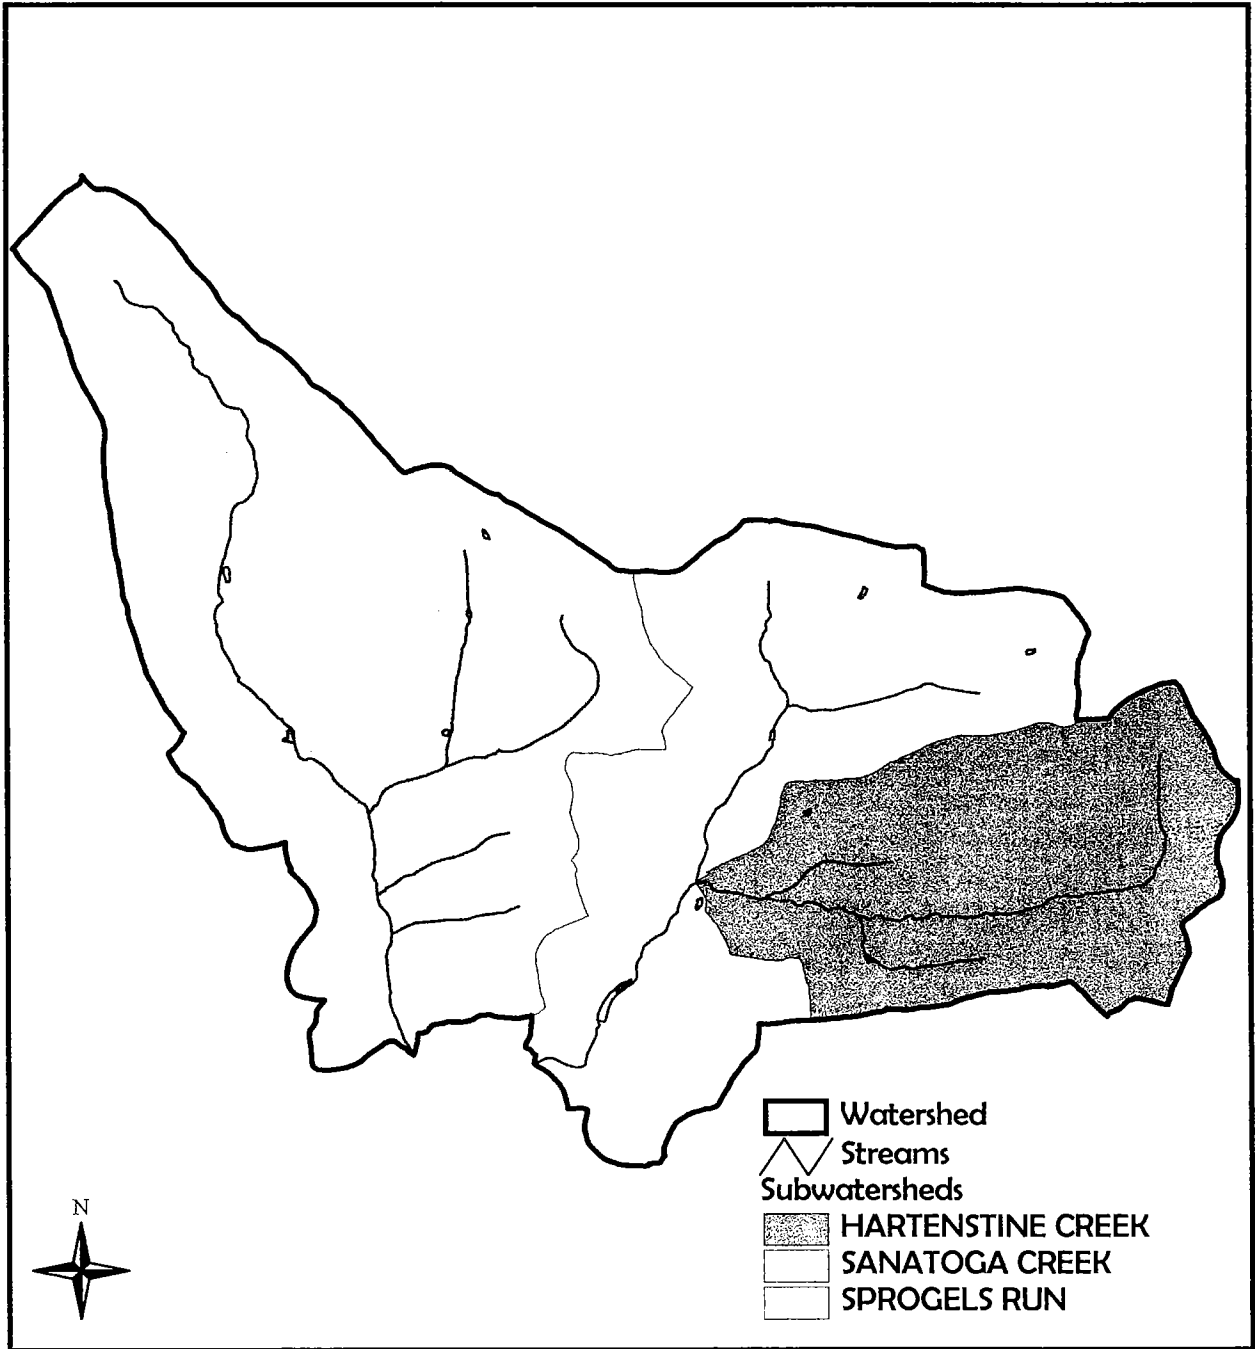 Watershed
Streams
Subwatersheds
HARTENSTINE CREEK
SANATOGA CREEK
SPROGELS RUN
N